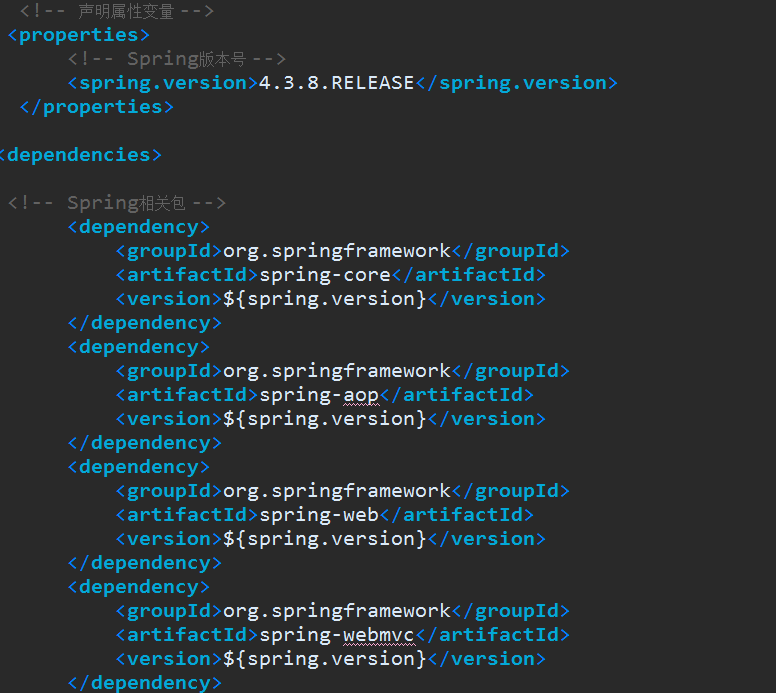 <!-- 声明属性变量 -->
<properties>
<!-- Spring版本号 -->
<spring.version>4.3.8.RELEASE</spring.version>
</properties>
<dependencies>
<!-- Spring相关包 -->
<dependency>
<groupId>org.springframework</groupId>
<artifactId>spring-core</artifactId>
<version>${spring.version}</version>
</dependency>
<dependency>
<groupId>org.springframework</groupId>
<artifactId>spring-aop</artifactId>
<version>${spring.version}</version>
</dependency>
<dependency>
<groupId>org.springframework</groupId>
<artifactId>spring-web</artifactId>
<version>${spring.version}</version>
</dependency>
<dependency>
<groupId>org.springframework</groupId>
<artifactId>spring-webmvc</artifactId>
<version>${spring.version}</version>
</dependency>